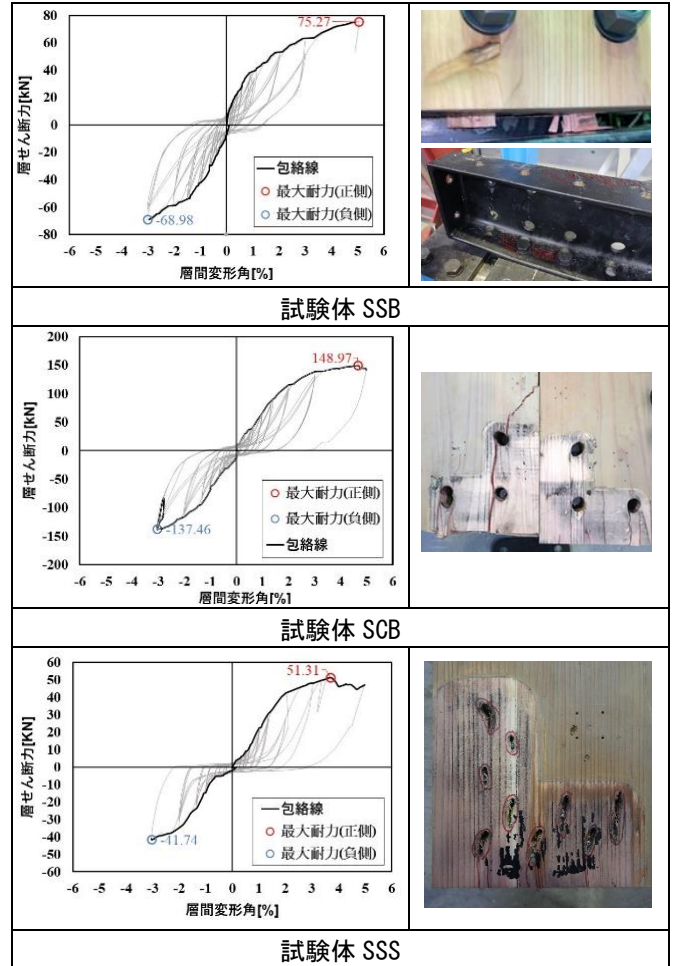 層せん断力[kN]
80
60
40
20
0
-20
-40
-60
-80
75.27
-68.98
包絡線
最大耐力(正側)
最大耐力(負側)
-6 -5 -4 -3 -2 -1 0 1 2 3 4 5 6
層間変形角[%]
試験体 SSB
層せん断力[kN]
200
150
100
50
0
-50
-100
-150
-200
148.97
-137.46
最大耐力(正側)
最大耐力(負側)
包絡線
-6 -5 -4 -3 -2 -1 0 1 2 3 4 5 6
層間変形角[%]
試験体 SCB
層せん断力[KN]
60
50
40
30
20
10
0
-10
-20
-30
-40
-50
-60
51.31
-41.74
包絡線
最大耐力(正側)
最大耐力(負側)
-6 -5 -4 -3 -2 -1 0 1 2 3 4 5 6
層間変形角[%]
試験体 SSS